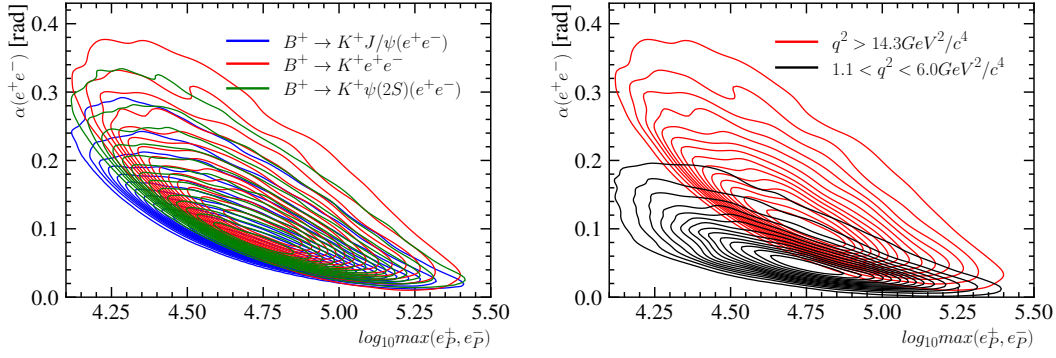 α(e⁺e⁻) [rad]
0.4
0.3
0.2
0.1
0.0
4.25
4.50
4.75
5.00
5.25
5.50
log₁₀max(e⁺_P, e⁻_P)
B⁺ → K⁺J/ψ(e⁺e⁻)
B⁺ → K⁺e⁺e⁻
B⁺ → K⁺ψ(2S)(e⁺e⁻)
α(e⁺e⁻) [rad]
0.4
0.3
0.2
0.1
0.0
4.25
4.50
4.75
5.00
5.25
5.50
log₁₀max(e⁺_P, e⁻_P)
q² > 14.3GeV²/c⁴
1.1 < q² < 6.0GeV²/c⁴